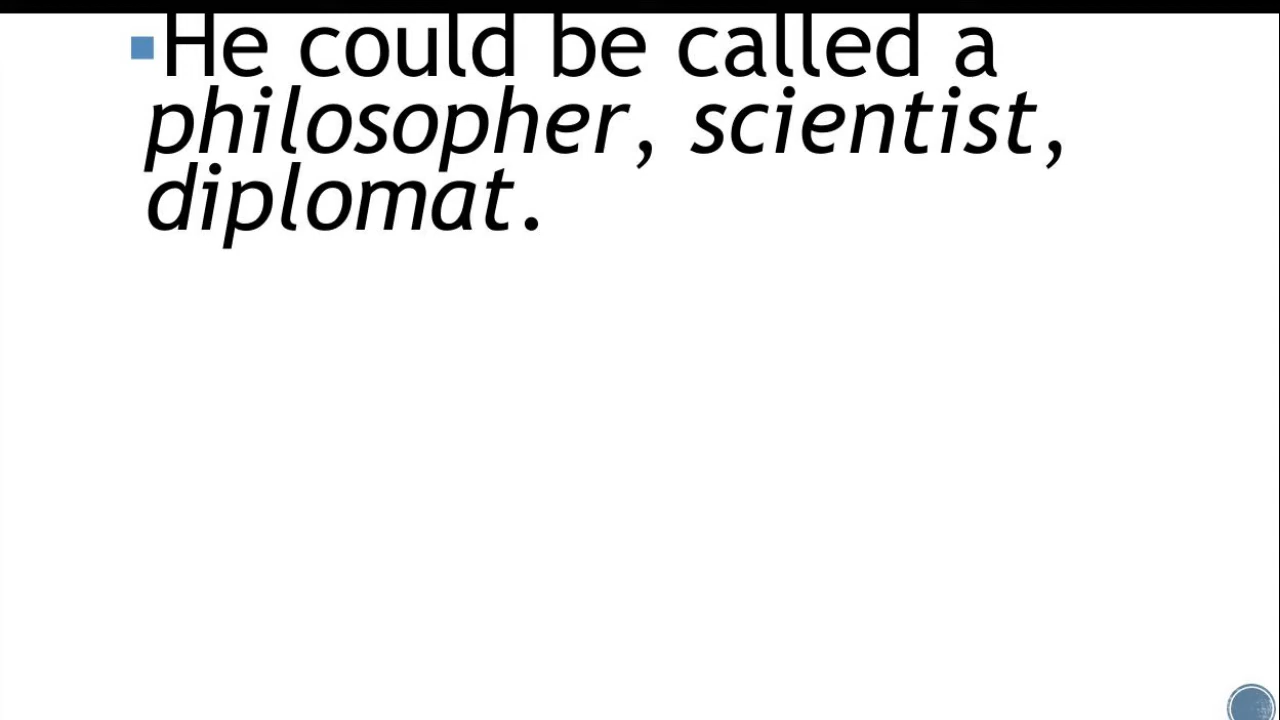 ▪He could be called a
philosopher, scientist,
diplomat.